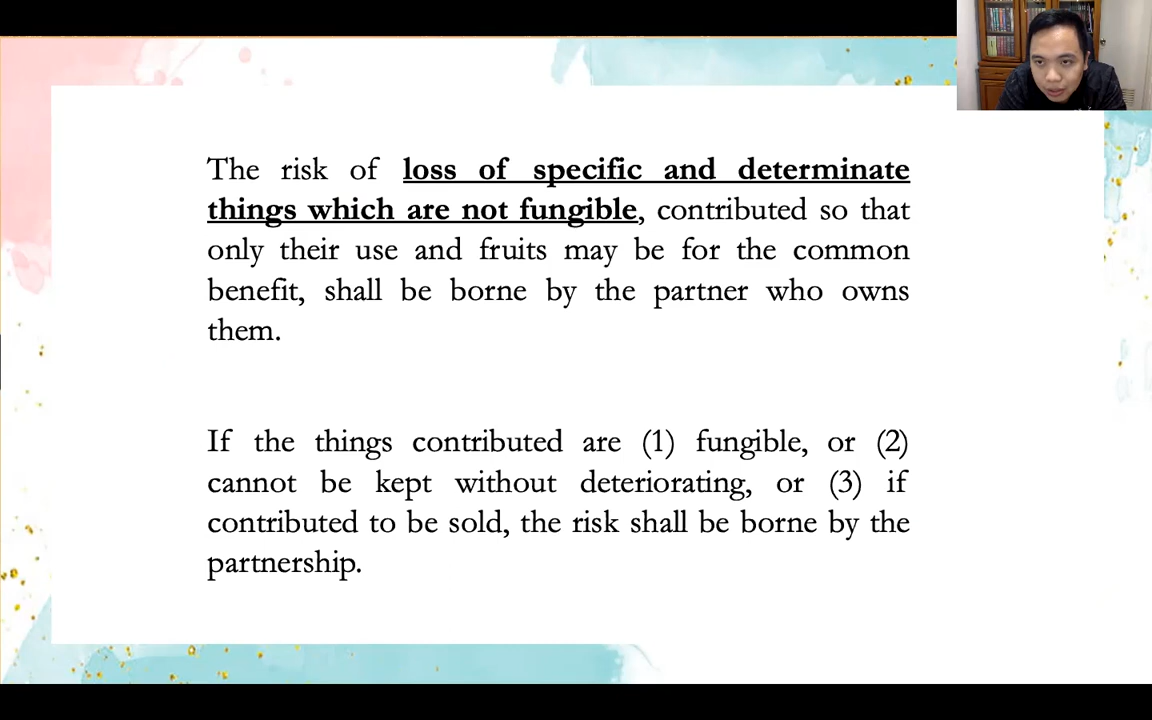 The risk of loss of specific and determinate
things which are not fungible, contributed so that
only their use and fruits may be for the common
benefit, shall be borne by the partner who owns
them.
If the things contributed are (1) fungible, or (2)
cannot be kept without deteriorating, or (3) if
contributed to be sold, the risk shall be borne by the
partnership.